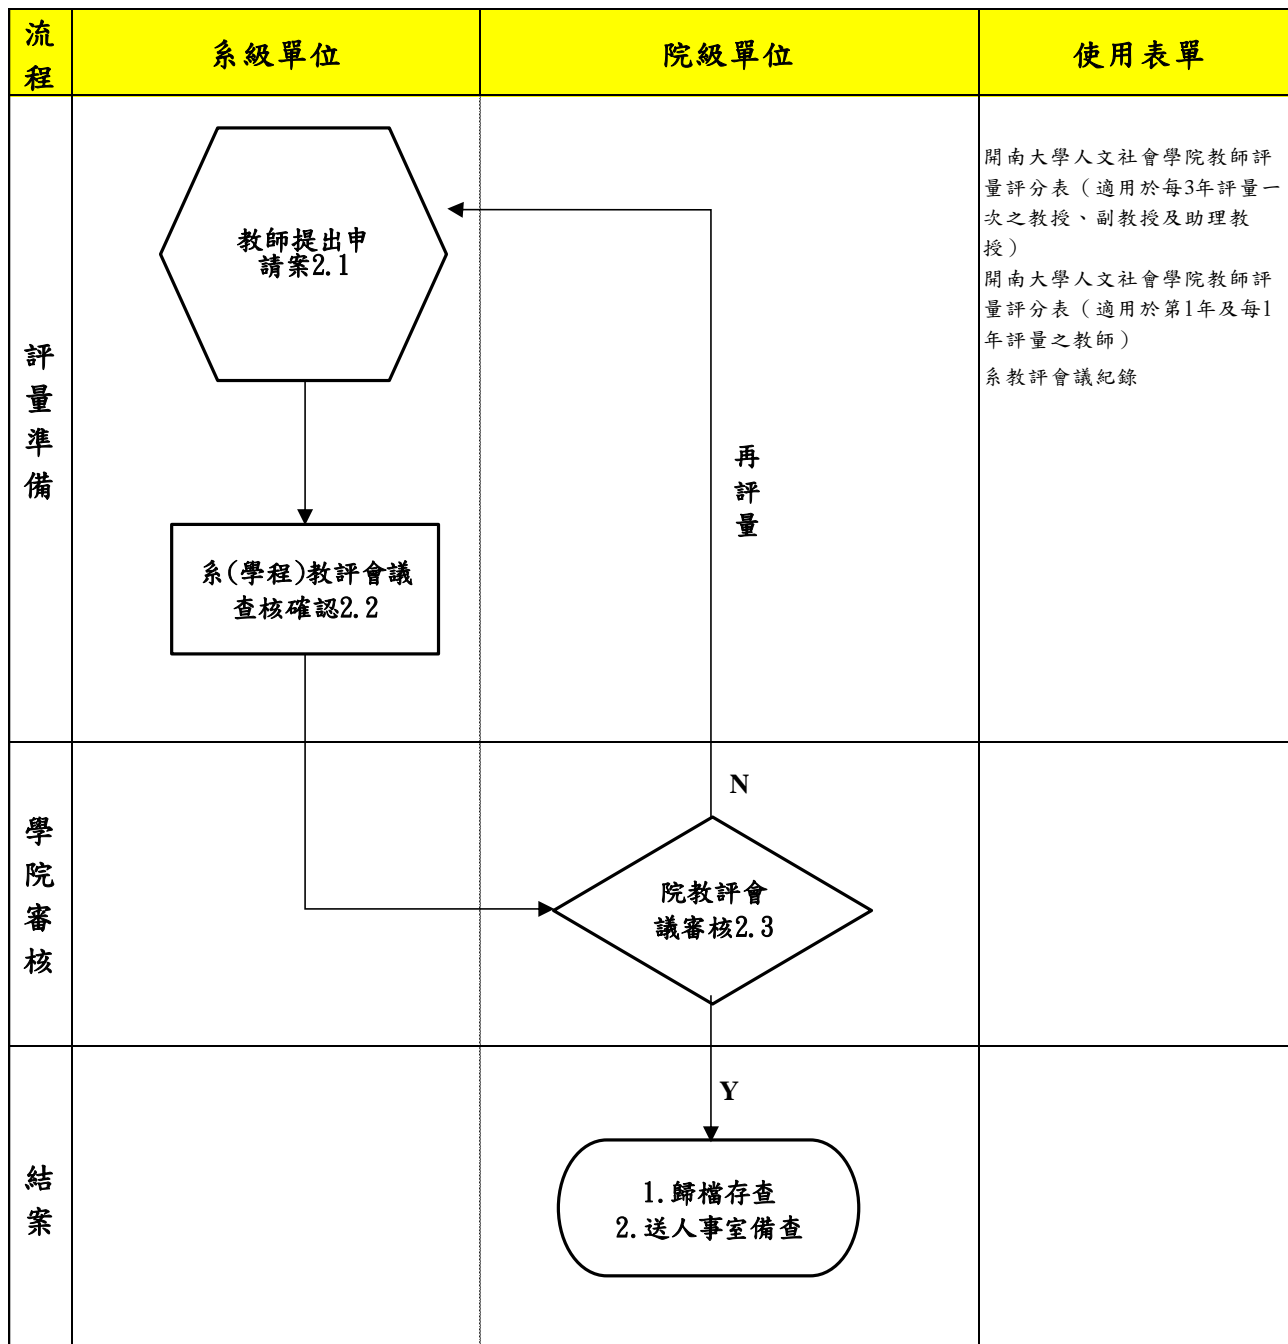 流
程
系級單位
院級單位
使用表單
評
量
準
備
教師提出申
請案2.1
系(學程)教評會議
查核確認2.2
再
評
量
開南大學人文社會學院教師評
量評分表（適用於每3年評量一
次之教授、副教授及助理教
授）
開南大學人文社會學院教師評
量評分表（適用於第1年及每1
年評量之教師）
系教評會議紀錄
學
院
審
核
N
院教評會
議審核2.3
結
案
Y
1.歸檔存查
2.送人事室備查